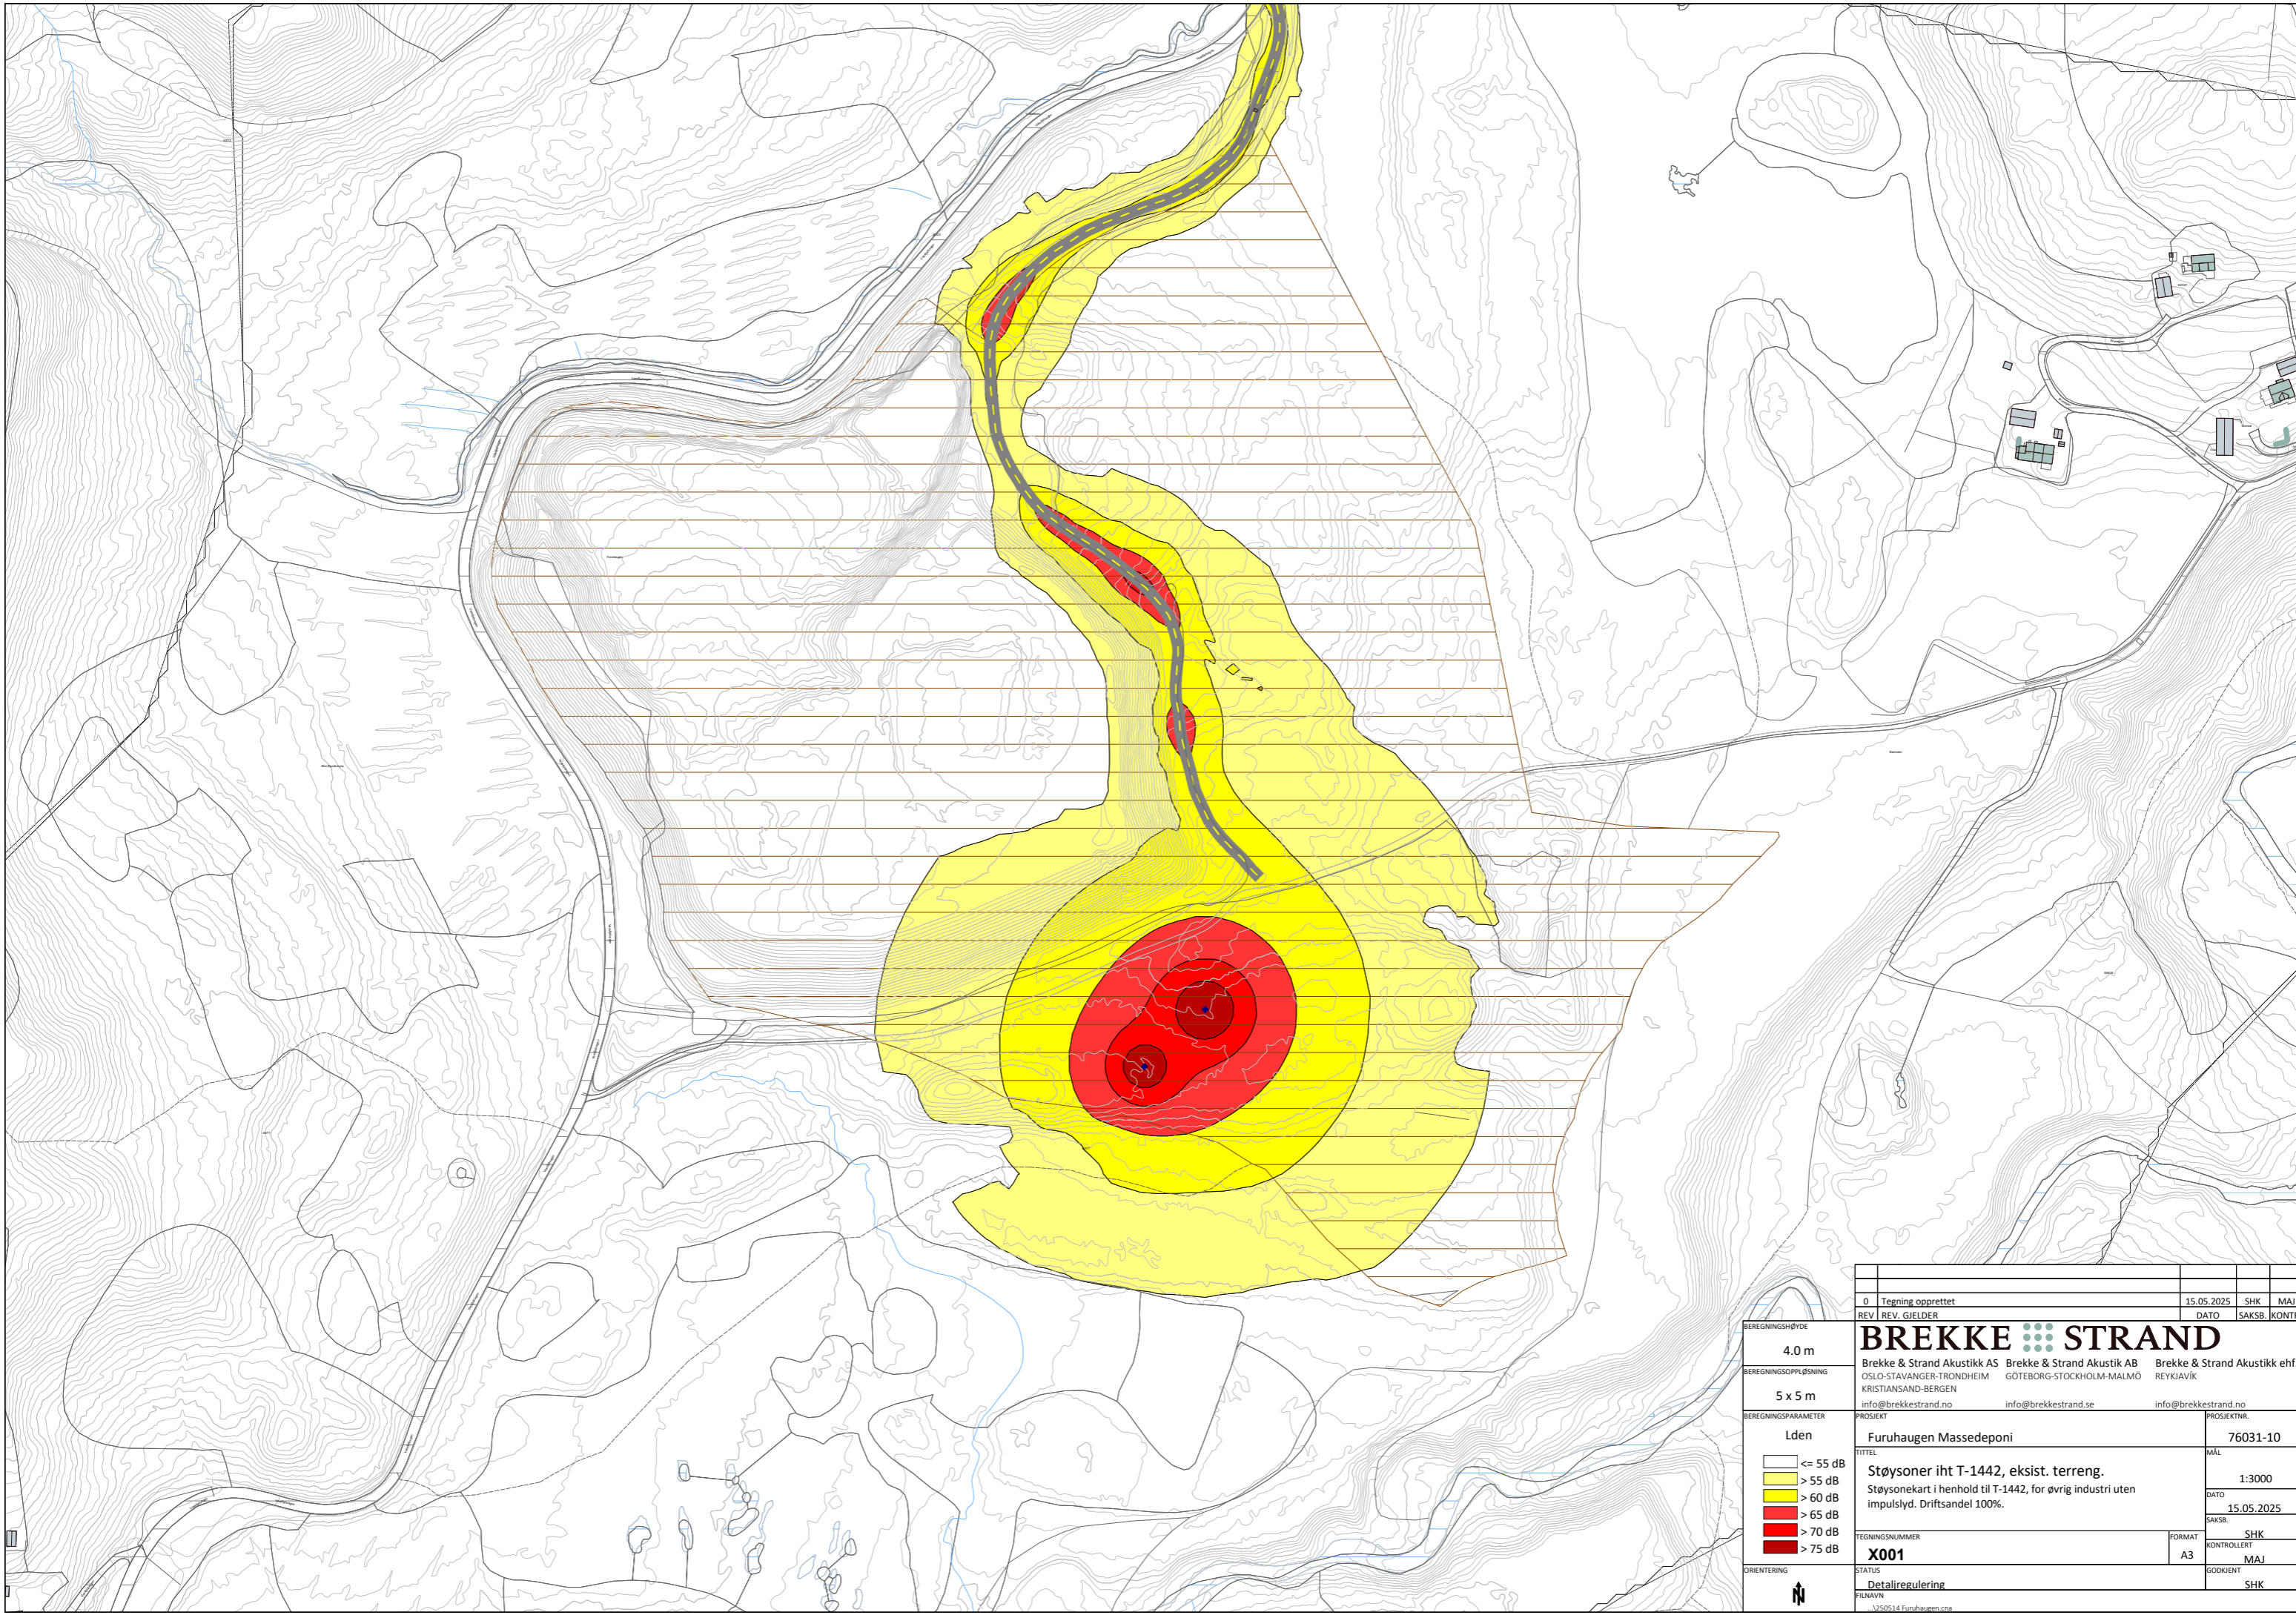 0 Tegning opprettet 15.05.2025 SHK MAJ
REV REV. GJELDER DATO SAKSB. KONTR
BEREGNINGSHØYDE
4.0 m
BEREGNINGSOPPLØSNING
5 x 5 m
BEREGNINGSPARAMETER
Lden
<= 55 dB
> 55 dB
> 60 dB
> 65 dB
> 70 dB
> 75 dB
ORIENTERING
N
BREKKE STRAND
Brekke & Strand Akustikk AS Brekke & Strand Akustik AB Brekke & Strand Akustikk ehf
OSLO-STAVANGER-TRONDHEIM GÖTEBORG-STOCKHOLM-MALMÖ REYKJAVÍK
KRISTIANSAND-BERGEN
info@brekkestrand.no info@brekkestrand.se info@brekkestrand.no
PROSJEKT
Furuhaugen Massedeponi
PROSJEKTNR.
76031-10
TITTEL
Støysoner iht T-1442, eksist. terreng.
Støysonekart i henhold til T-1442, for øvrig industri uten
impulslyd. Driftsandel 100%.
MÅL
1:3000
DATO
15.05.2025
SAKSB.
SHK
TEGNINGSNUMMER
X001
FORMAT
A3
KONTROLLERT
MAJ
STATUS
Detaljregulering
GODKJENT
SHK
FILNAVN
...\250514 Furuhaugen.cna